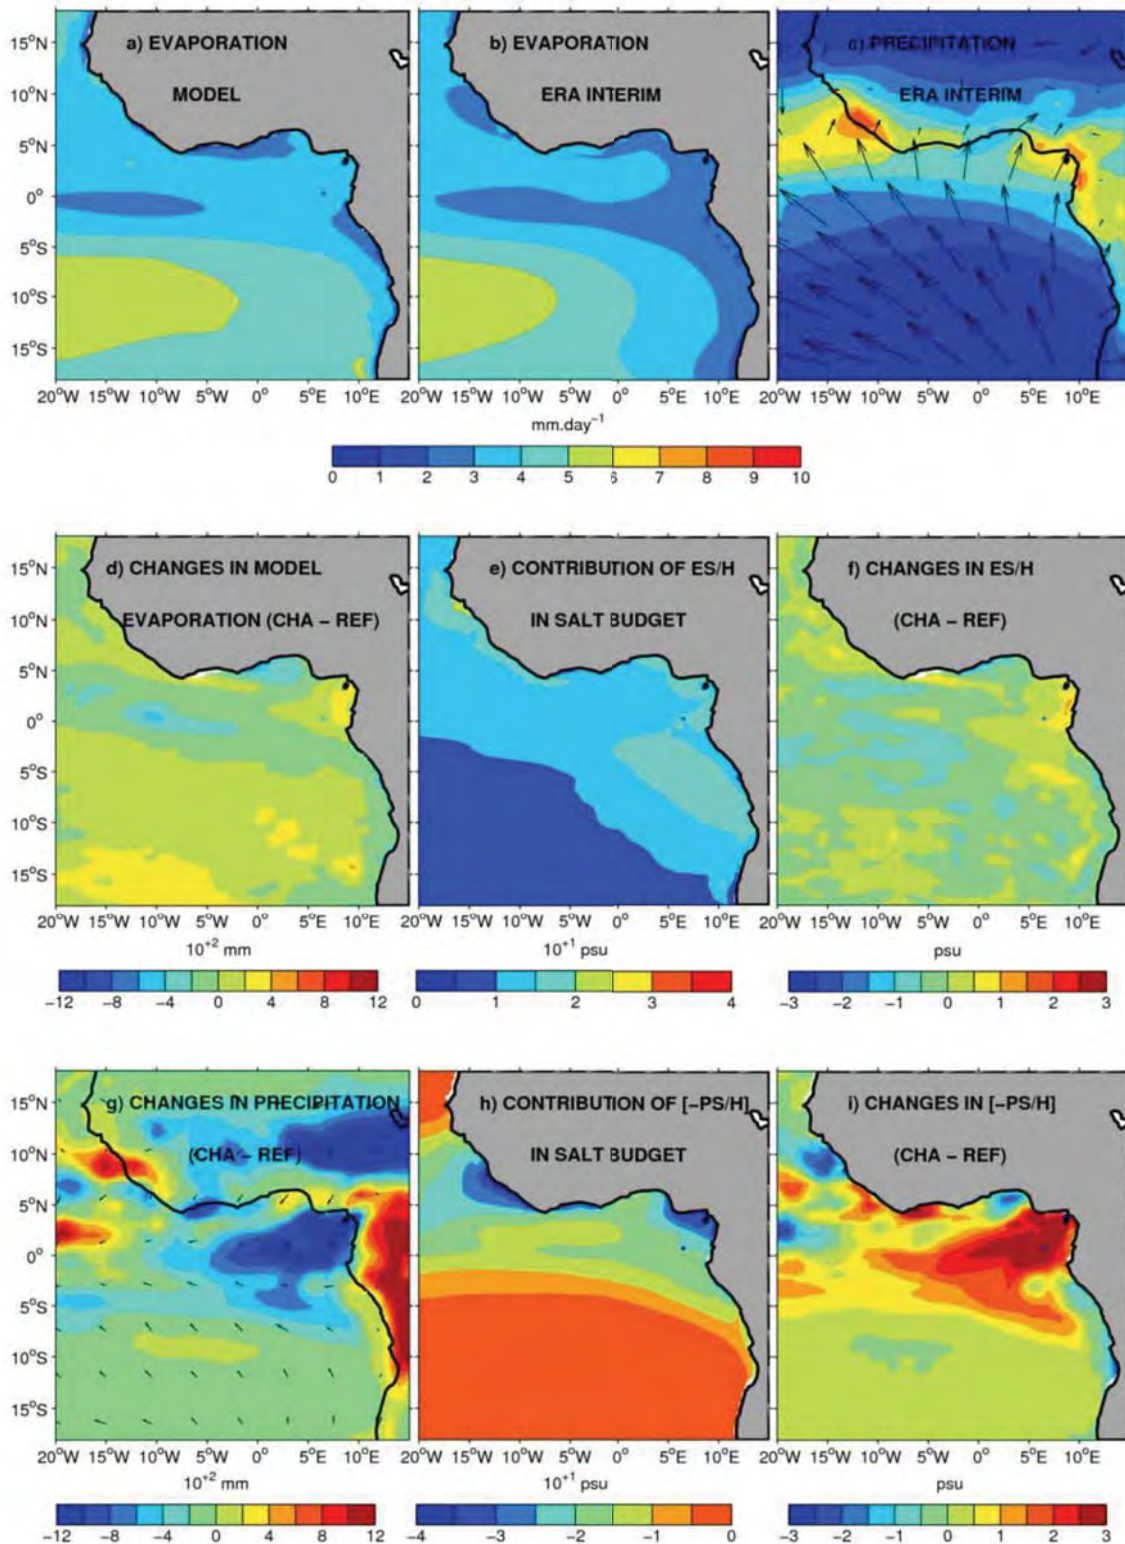 a) EVAPORATION
MODEL
b) EVAPORATION
ERA INTERIM
c) PRECIPITATION
ERA INTERIM
15°N
10°N
5°N
0°
5°S
10°S
15°S
20°W 15°W 10°W 5°W 0° 5°E 10°E
20°W 15°W 10°W 5°W 0° 5°E 10°E
20°W 15°W 10°W 5°W 0° 5°E 10°E
mm.day⁻¹
0 1 2 3 4 5 6 7 8 9 10
d) CHANGES IN MODEL
EVAPORATION (CHA – REF)
e) CONTRIBUTION OF ES/H
IN SALT BUDGET
f) CHANGES IN ES/H
(CHA – REF)
15°N
10°N
5°N
0°
5°S
10°S
15°S
20°W 15°W 10°W 5°W 0° 5°E 10°E
20°W 15°W 10°W 5°W 0° 5°E 10°E
20°W 15°W 10°W 5°W 0° 5°E 10°E
10⁺² mm
10⁺¹ psu
psu
−12 −8 −4 0 4 8 12
0 1 2 3 4
−3 −2 −1 0 1 2 3
g) CHANGES IN PRECIPITATION
(CHA – REF)
h) CONTRIBUTION OF [−PS/H]
IN SALT BUDGET
i) CHANGES IN [−PS/H]
(CHA – REF)
15°N
10°N
5°N
0°
5°S
10°S
15°S
20°W 15°W 10°W 5°W 0° 5°E 10°E
20°W 15°W 10°W 5°W 0° 5°E 10°E
20°W 15°W 10°W 5°W 0° 5°E 10°E
10⁺² mm
10⁺¹ psu
psu
−12 −8 −4 0 4 8 12
−4 −3 −2 −1 0
−3 −2 −1 0 1 2 3